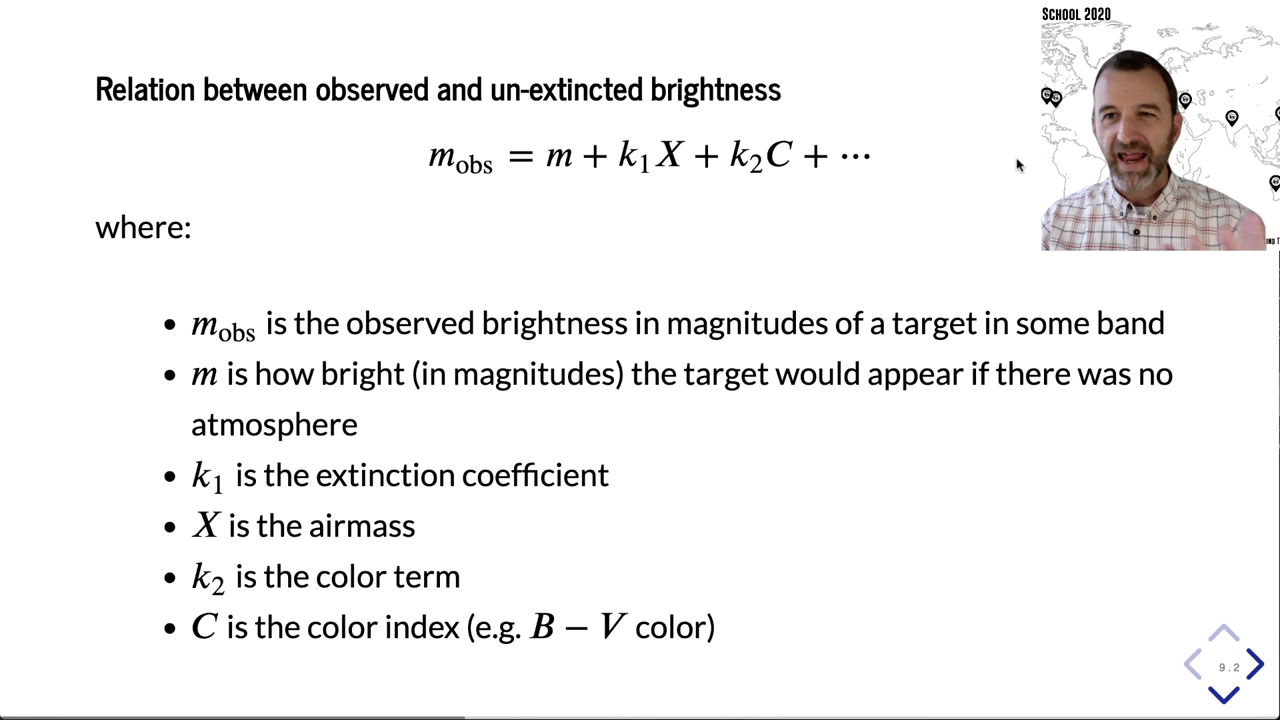 SCHOOL 2020
Relation between observed and un-extincted brightness
m_obs = m + k_1 X + k_2 C + ⋯
where:
• m_obs is the observed brightness in magnitudes of a target in some band
• m is how bright (in magnitudes) the target would appear if there was no
atmosphere
• k_1 is the extinction coefficient
• X is the airmass
• k_2 is the color term
• C is the color index (e.g. B − V color)
9.2